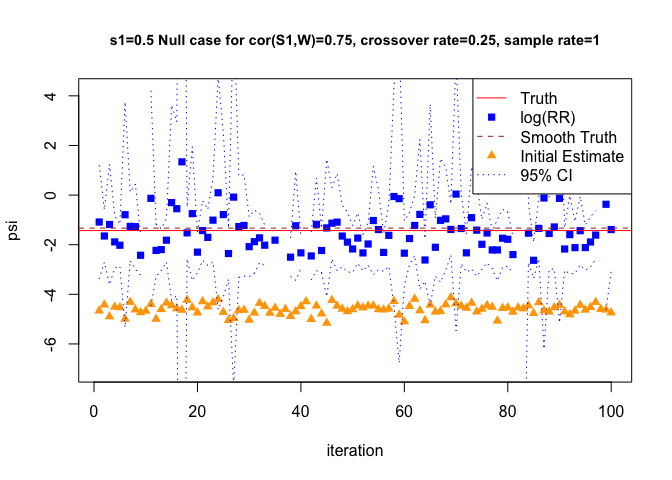 s1=0.5 Null case for cor(S1,W)=0.75, crossover rate=0.25, sample rate=1
psi
4
2
0
-2
-4
-6
Truth
log(RR)
Smooth Truth
Initial Estimate
95% CI
0 20 40 60 80 100
iteration